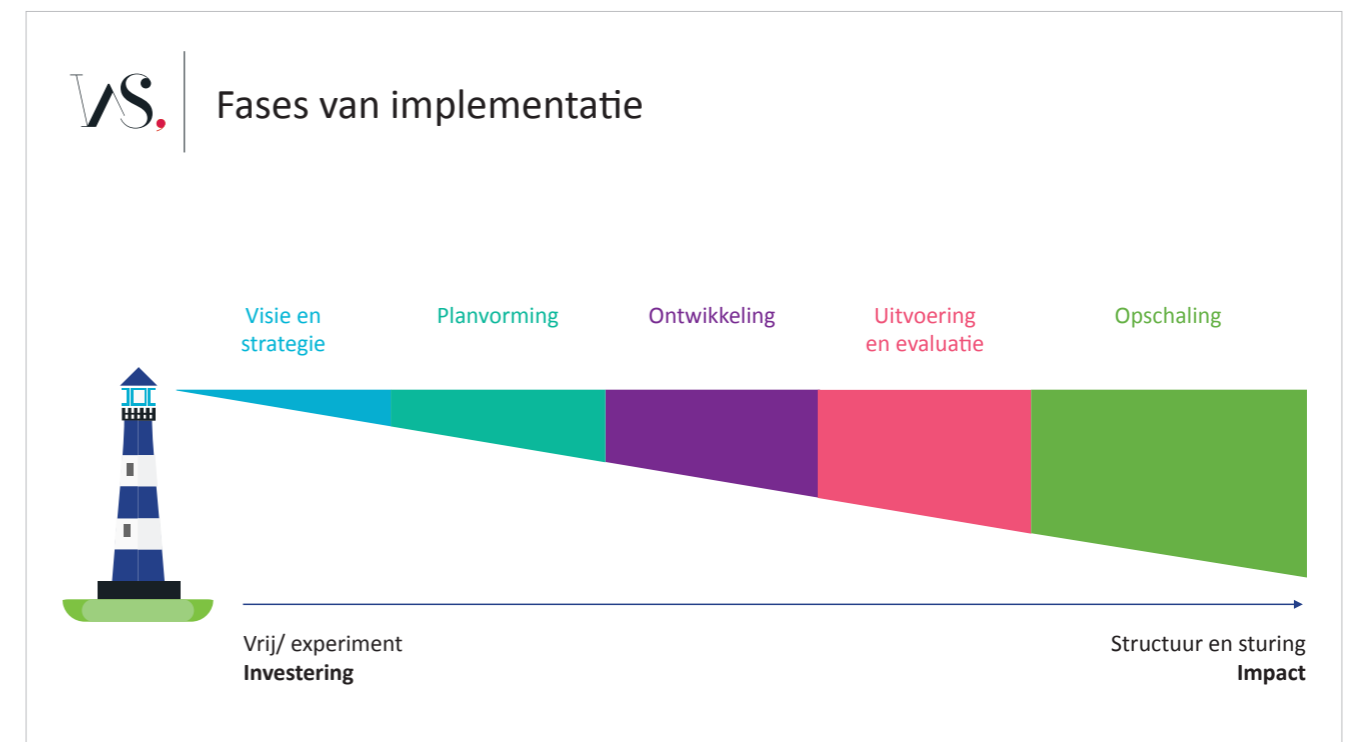 VS,
Fases van implementatie
Visie en
strategie
Planvorming
Ontwikkeling
Uitvoering
en evaluatie
Opschaling
Vrij/ experiment
Investering
Structuur en sturing
Impact